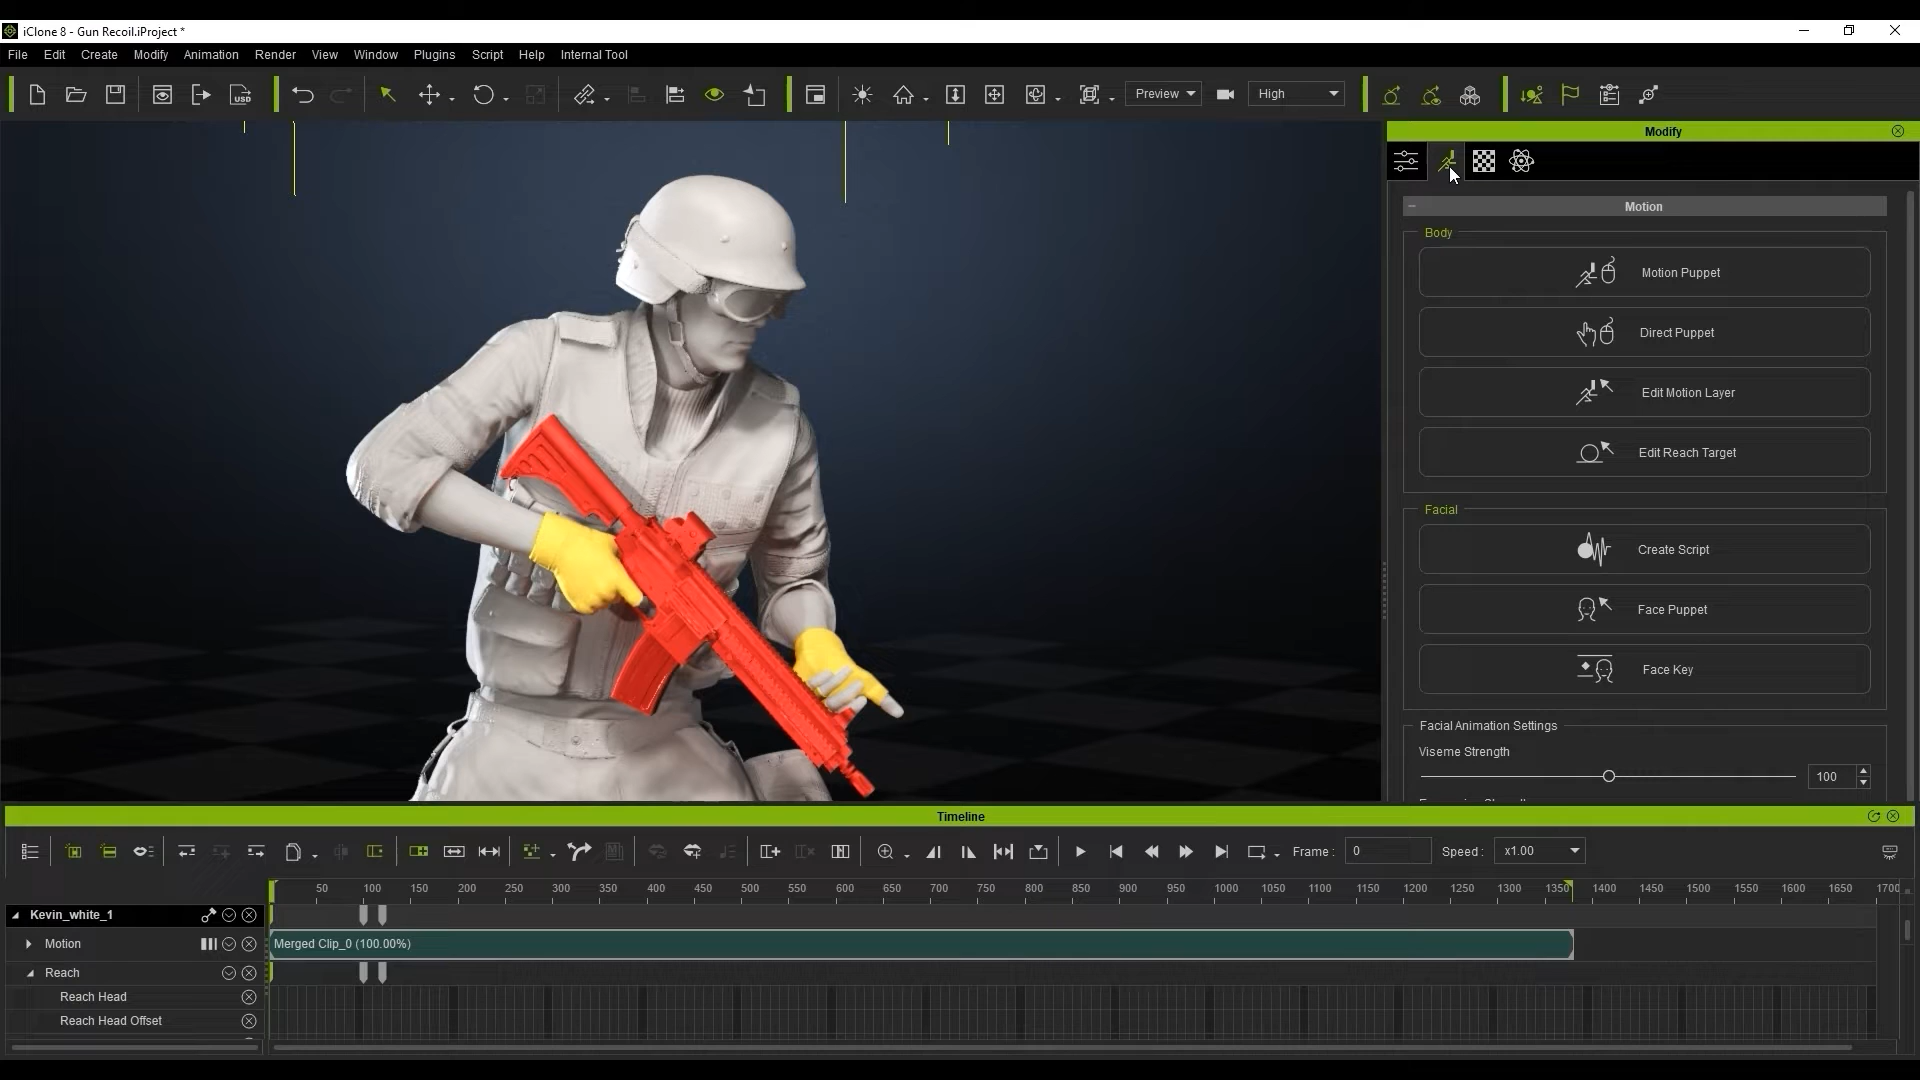 iClone 8 - Gun Recoil.iProject *
File Edit Create Modify Animation Render View Window Plugins Script Help Internal Tool
USD Preview High
Modify
Motion
Body
Motion Puppet
Direct Puppet
Edit Motion Layer
Edit Reach Target
Facial
Create Script
Face Puppet
Face Key
Facial Animation Settings
Viseme Strength
100
Timeline
Frame : 0 Speed : x1.00
50 100 150 200 250 300 350 400 450 500 550 600 650 700 750 800 850 900 950 1000 1050 1100 1150 1200 1250 1300 1350 1400 1450 1500 1550 1600 1650 1700
Kevin_white_1
Motion Merged Clip_0 (100.00%)
Reach
Reach Head
Reach Head Offset